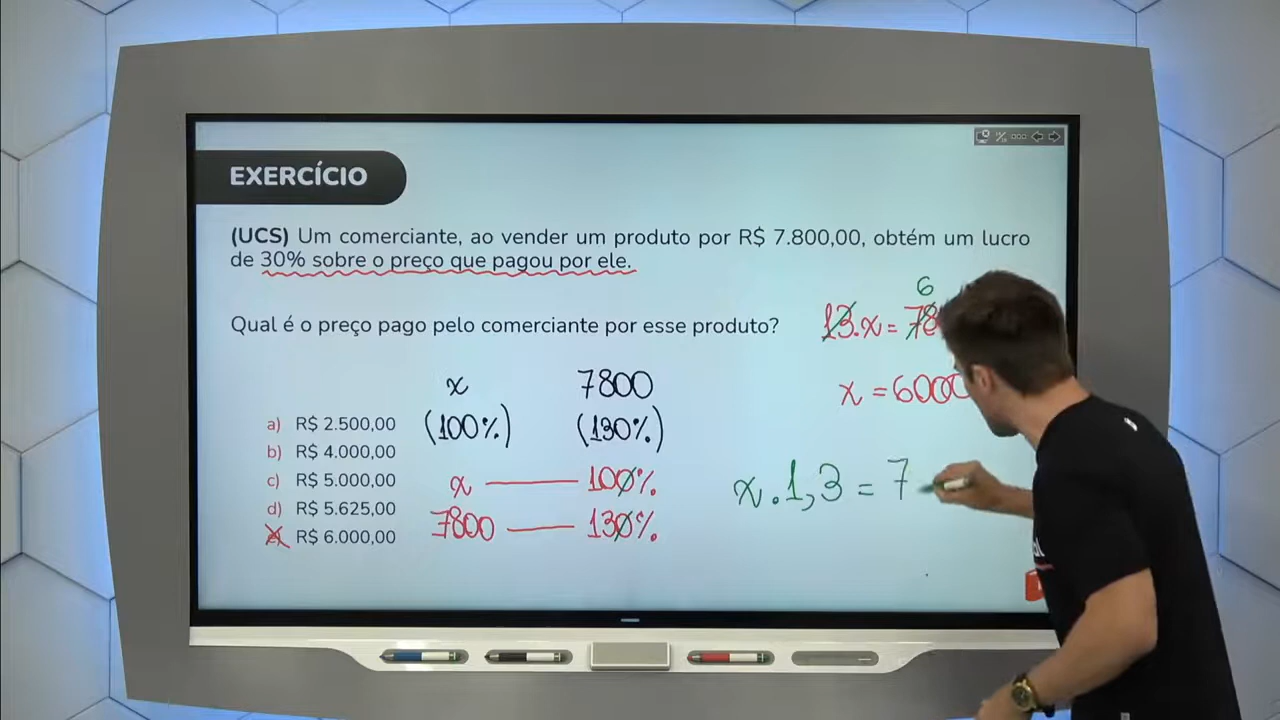 EXERCÍCIO
(UCS) Um comerciante, ao vender um produto por R$ 7.800,00, obtém um lucro
de 30% sobre o preço que pagou por ele.
Qual é o preço pago pelo comerciante por esse produto?
a) R$ 2.500,00
b) R$ 4.000,00
c) R$ 5.000,00
d) R$ 5.625,00
R$ 6.000,00
x 7800
(100%) (130%)
x 100%
7800 130%
6
13.x = 78
x = 6000
x.1,3 = 7